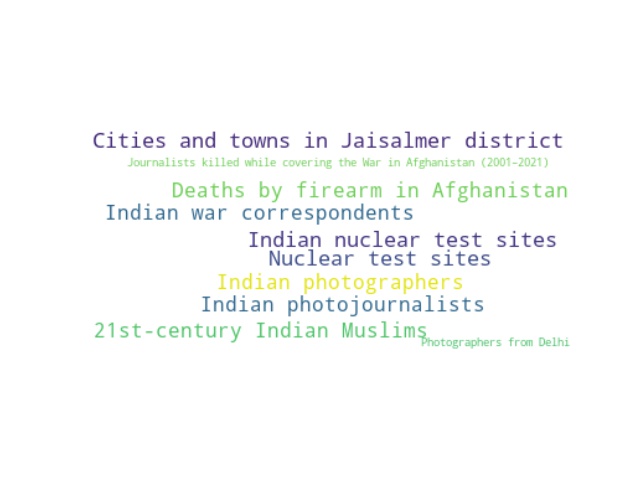 Cities and towns in Jaisalmer district
Journalists killed while covering the War in Afghanistan (2001–2021)
Deaths by firearm in Afghanistan
Indian war correspondents
Indian nuclear test sites
Nuclear test sites
Indian photographers
Indian photojournalists
21st-century Indian Muslims
Photographers from Delhi